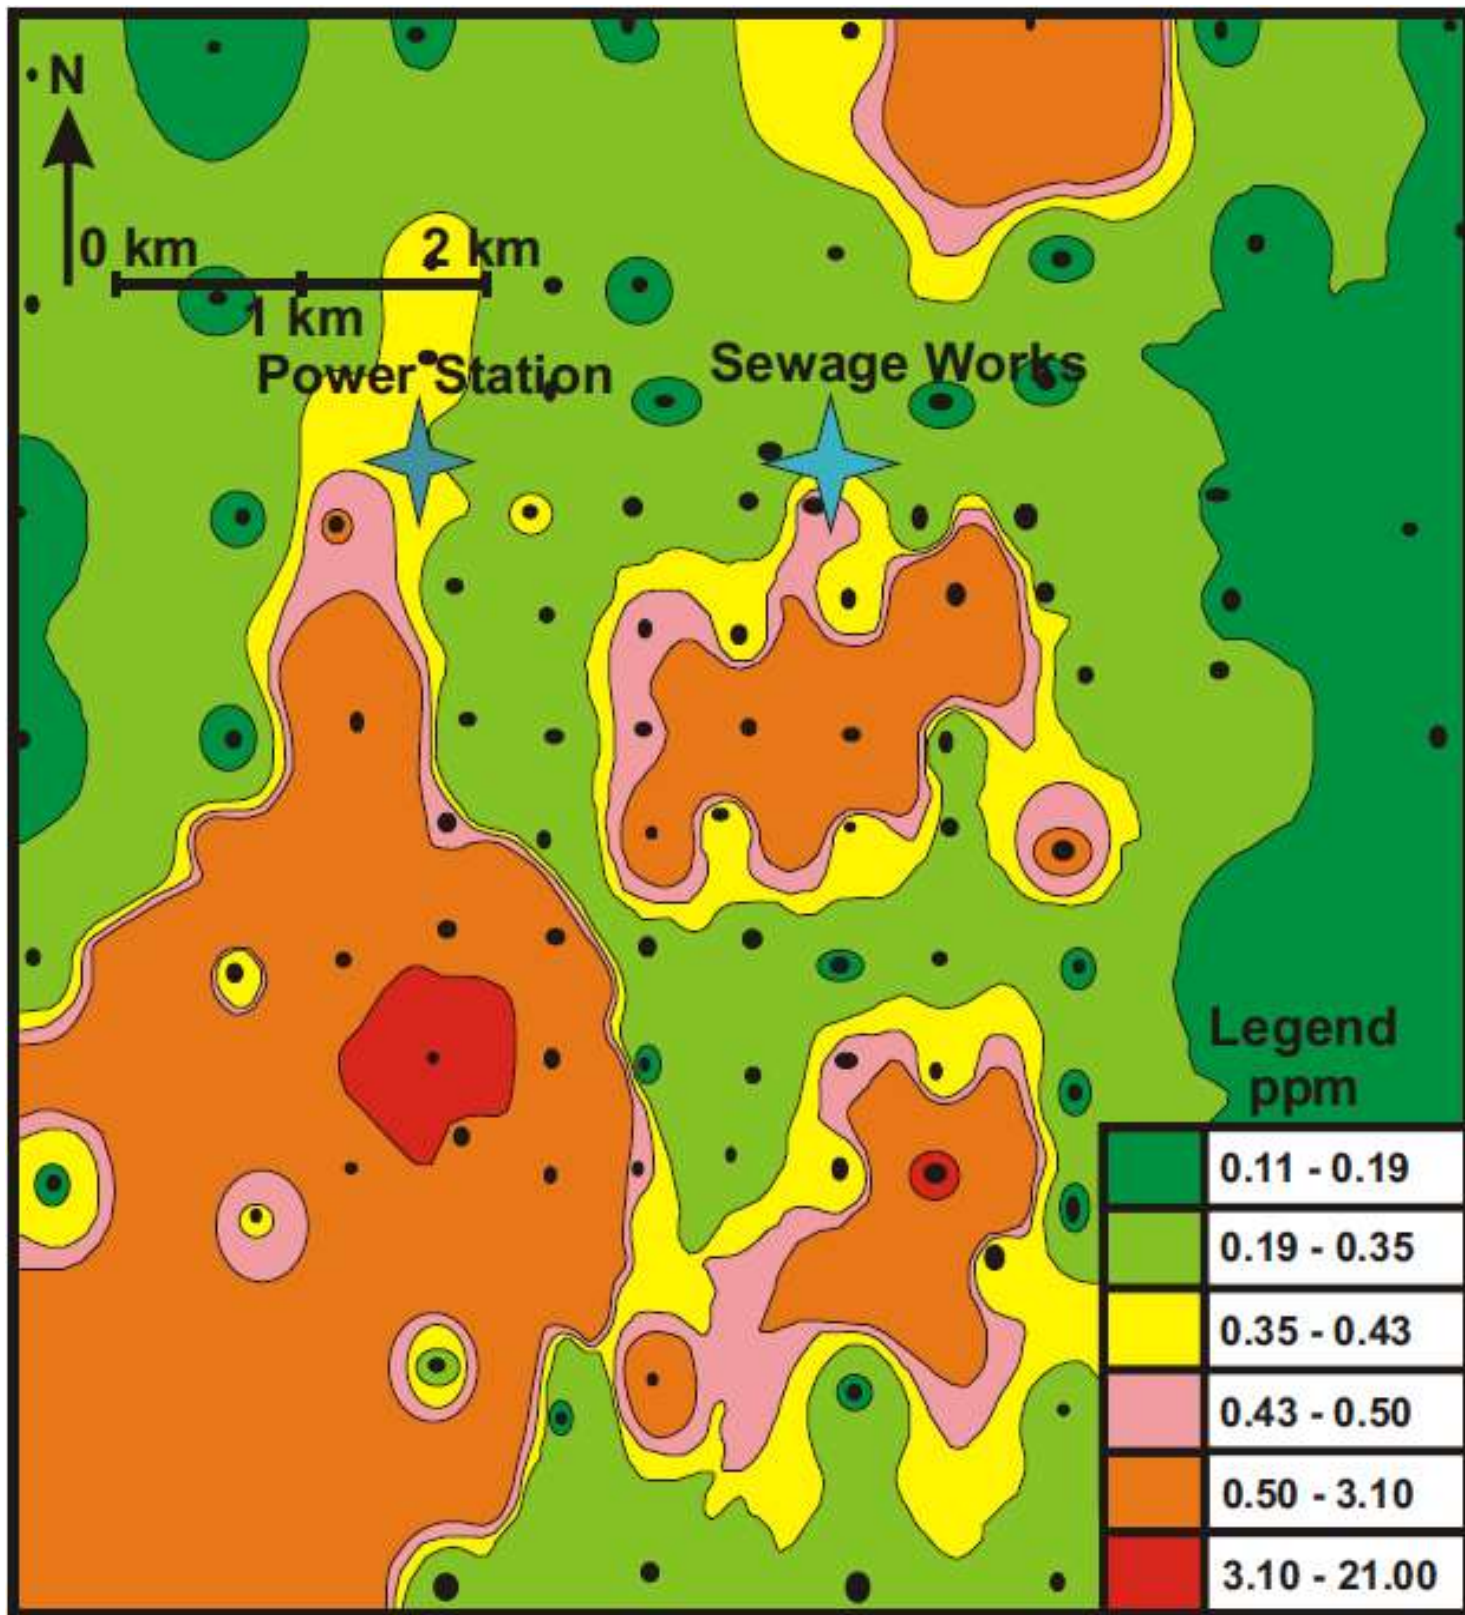 N
0 km
2 km
1 km
Power Station
Sewage Works
Legend
ppm
0.11 - 0.19
0.19 - 0.35
0.35 - 0.43
0.43 - 0.50
0.50 - 3.10
3.10 - 21.00